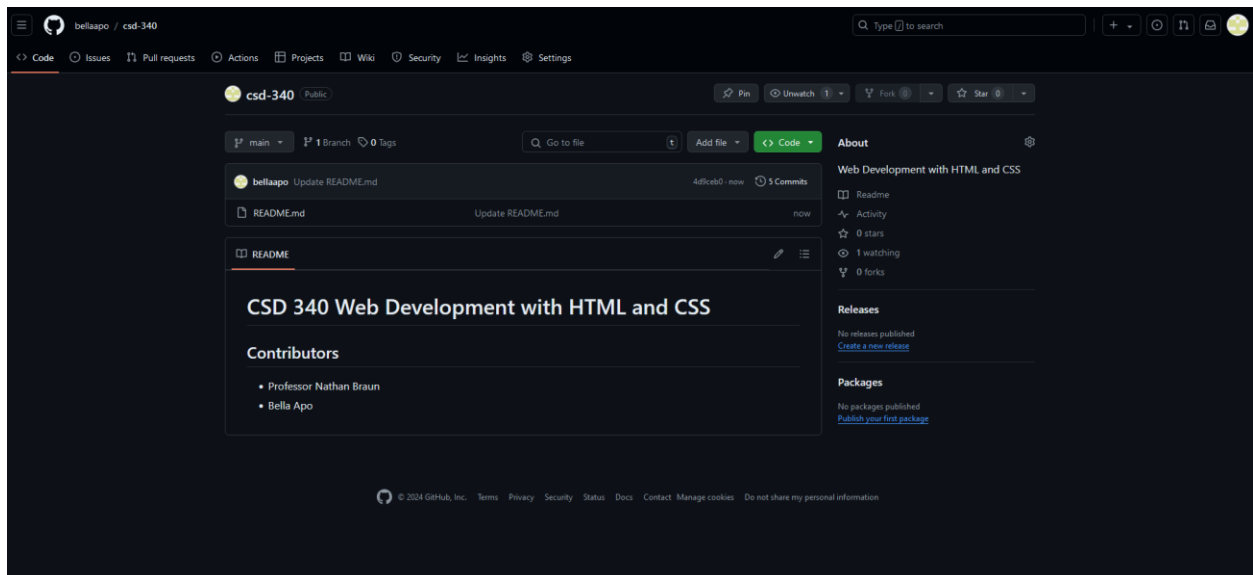 bellaapo / csd-340
Type / to search
Code Issues Pull requests Actions Projects Wiki Security Insights Settings
csd-340 Public
Pin Unwatch 1 Fork 0 Star 0
main 1 Branch 0 Tags
Go to file t Add file Code
bellaapo Update README.md 4d9ceb0 · now 5 Commits
README.md Update README.md now
README
CSD 340 Web Development with HTML and CSS
Contributors
• Professor Nathan Braun
• Bella Apo
About
Web Development with HTML and CSS
Readme
Activity
0 stars
1 watching
0 forks
Releases
No releases published
Create a new release
Packages
No packages published
Publish your first package
© 2024 GitHub, Inc. Terms Privacy Security Status Docs Contact Manage cookies Do not share my personal information